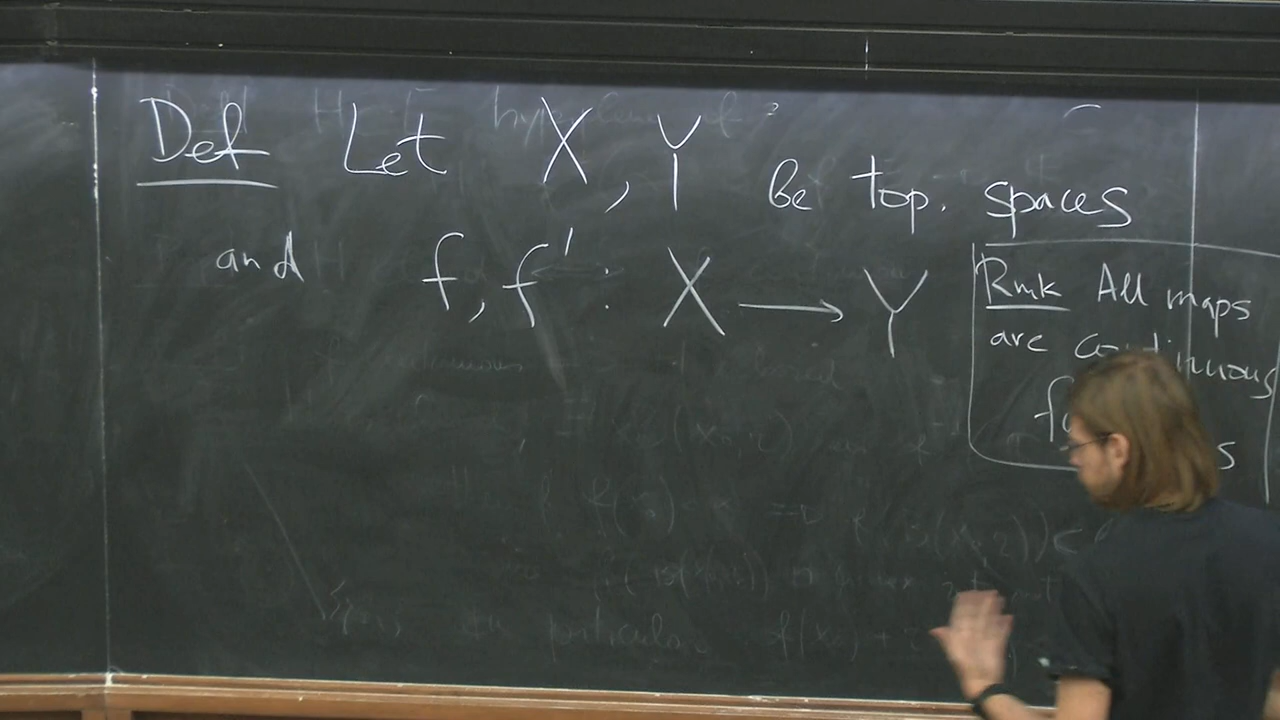 Def Let X, Y be top. spaces
and f, f' : X ⟶ Y
Rmk All maps
are continuous